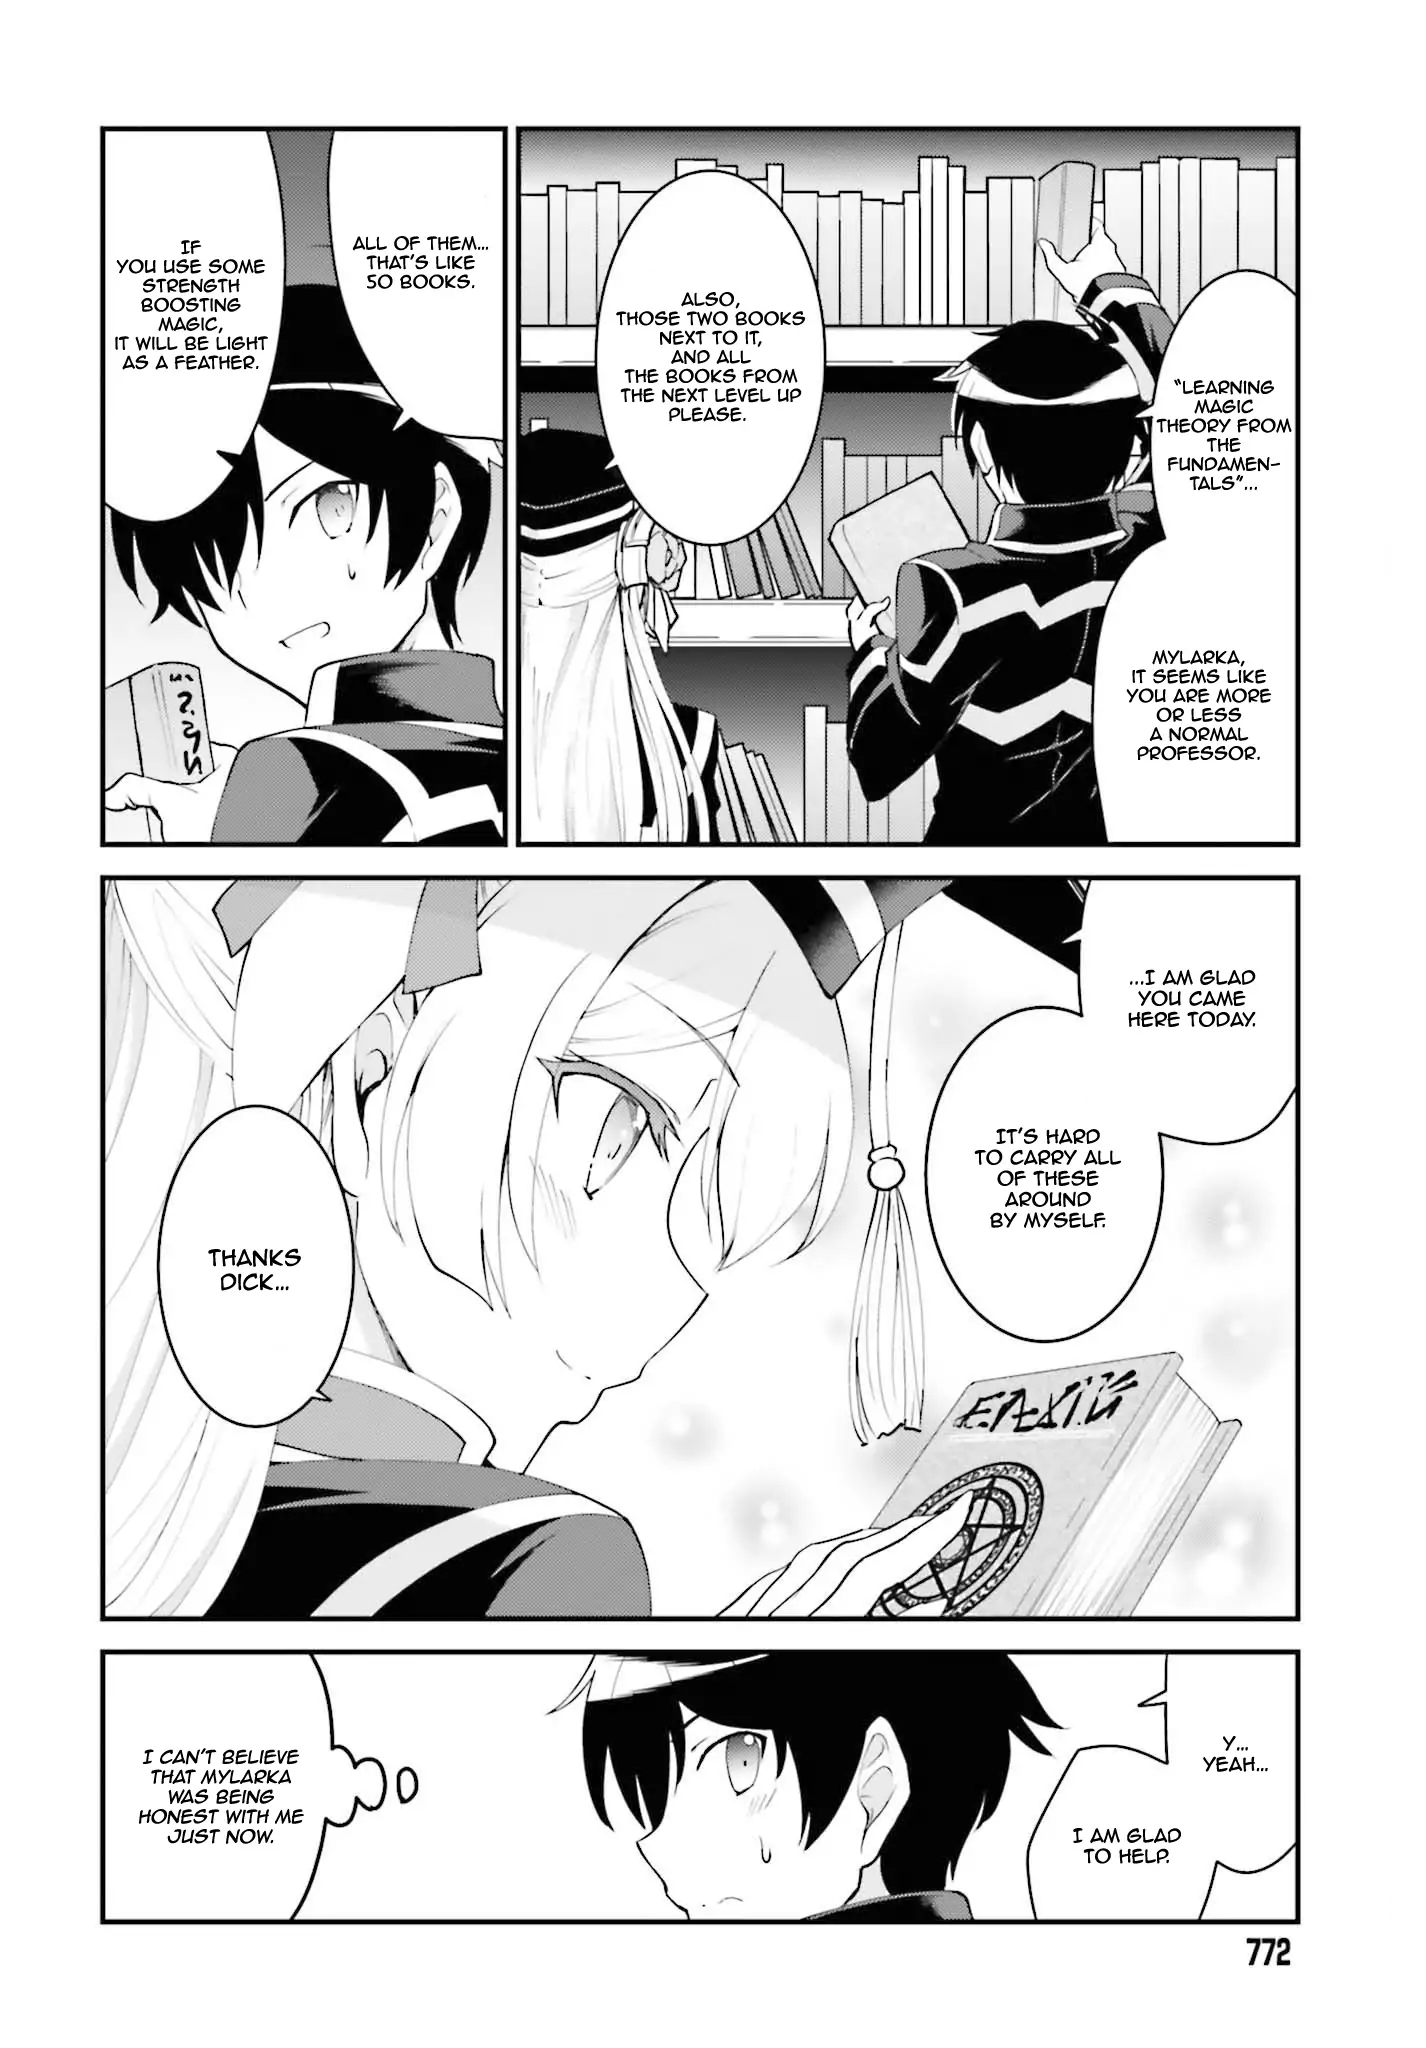 "LEARNING
MAGIC
THEORY FROM
THE
FUNDAMEN-
TALS"...
MYLARKA,
IT SEEMS LIKE
YOU ARE MORE
OR LESS
A NORMAL
PROFESSOR.
ALSO,
THOSE TWO BOOKS
NEXT TO IT,
AND ALL
THE BOOKS FROM
THE NEXT LEVEL UP
PLEASE.
ALL OF THEM...
THAT'S LIKE
50 BOOKS.
IF
YOU USE SOME
STRENGTH
BOOSTING
MAGIC,
IT WILL BE LIGHT
AS A FEATHER.
...I AM GLAD
YOU CAME
HERE TODAY.
IT'S HARD
TO CARRY ALL
OF THESE
AROUND
BY MYSELF.
THANKS
DICK...
Y...
YEAH...
I AM GLAD
TO HELP.
I CAN'T BELIEVE
THAT MYLARKA
WAS BEING
HONEST WITH ME
JUST NOW.
772